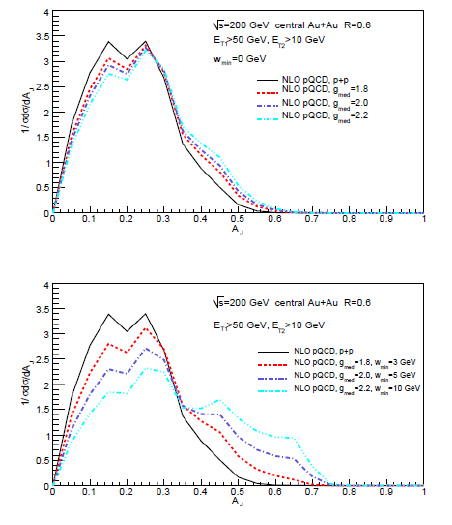 4
3.5
3
2.5
2
1.5
1
0.5
0
1/σdσ/dA
√s=200 GeV central Au+Au R=0.6
E_T1>50 GeV, E_T2>10 GeV
w_min=0 GeV
NLO pQCD, p+p
NLO pQCD, g_med=1.8
NLO pQCD, g_med=2.0
NLO pQCD, g_med=2.2
0 0.1 0.2 0.3 0.4 0.5 0.6 0.7 0.8 0.9 1
A_J
4
3.5
3
2.5
2
1.5
1
0.5
0
1/σdσ/dA
√s=200 GeV central Au+Au R=0.6
E_T1>50 GeV, E_T2>10 GeV
NLO pQCD, p+p
NLO pQCD, g_med=1.8, w_min=3 GeV
NLO pQCD, g_med=2.0, w_min=5 GeV
NLO pQCD, g_med=2.2, w_min=10 GeV
0 0.1 0.2 0.3 0.4 0.5 0.6 0.7 0.8 0.9 1
A_J